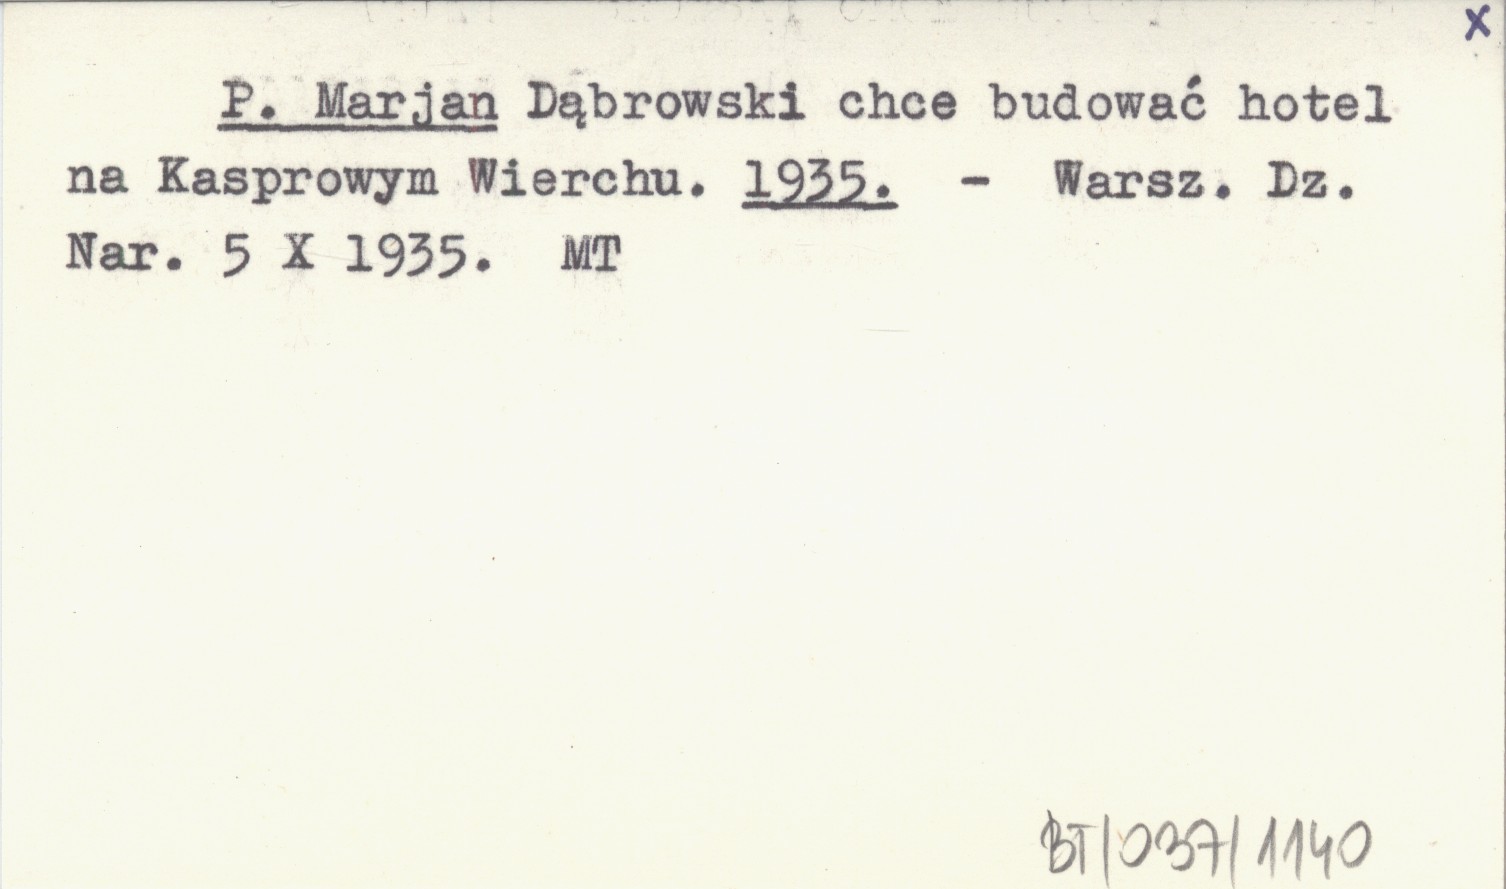 x
P. Marjan Dąbrowski chce budować hotel
na Kasprowym Wierchu. 1935. - Warsz. Dz.
Nar. 5 X 1935. MT
BT/037/1140